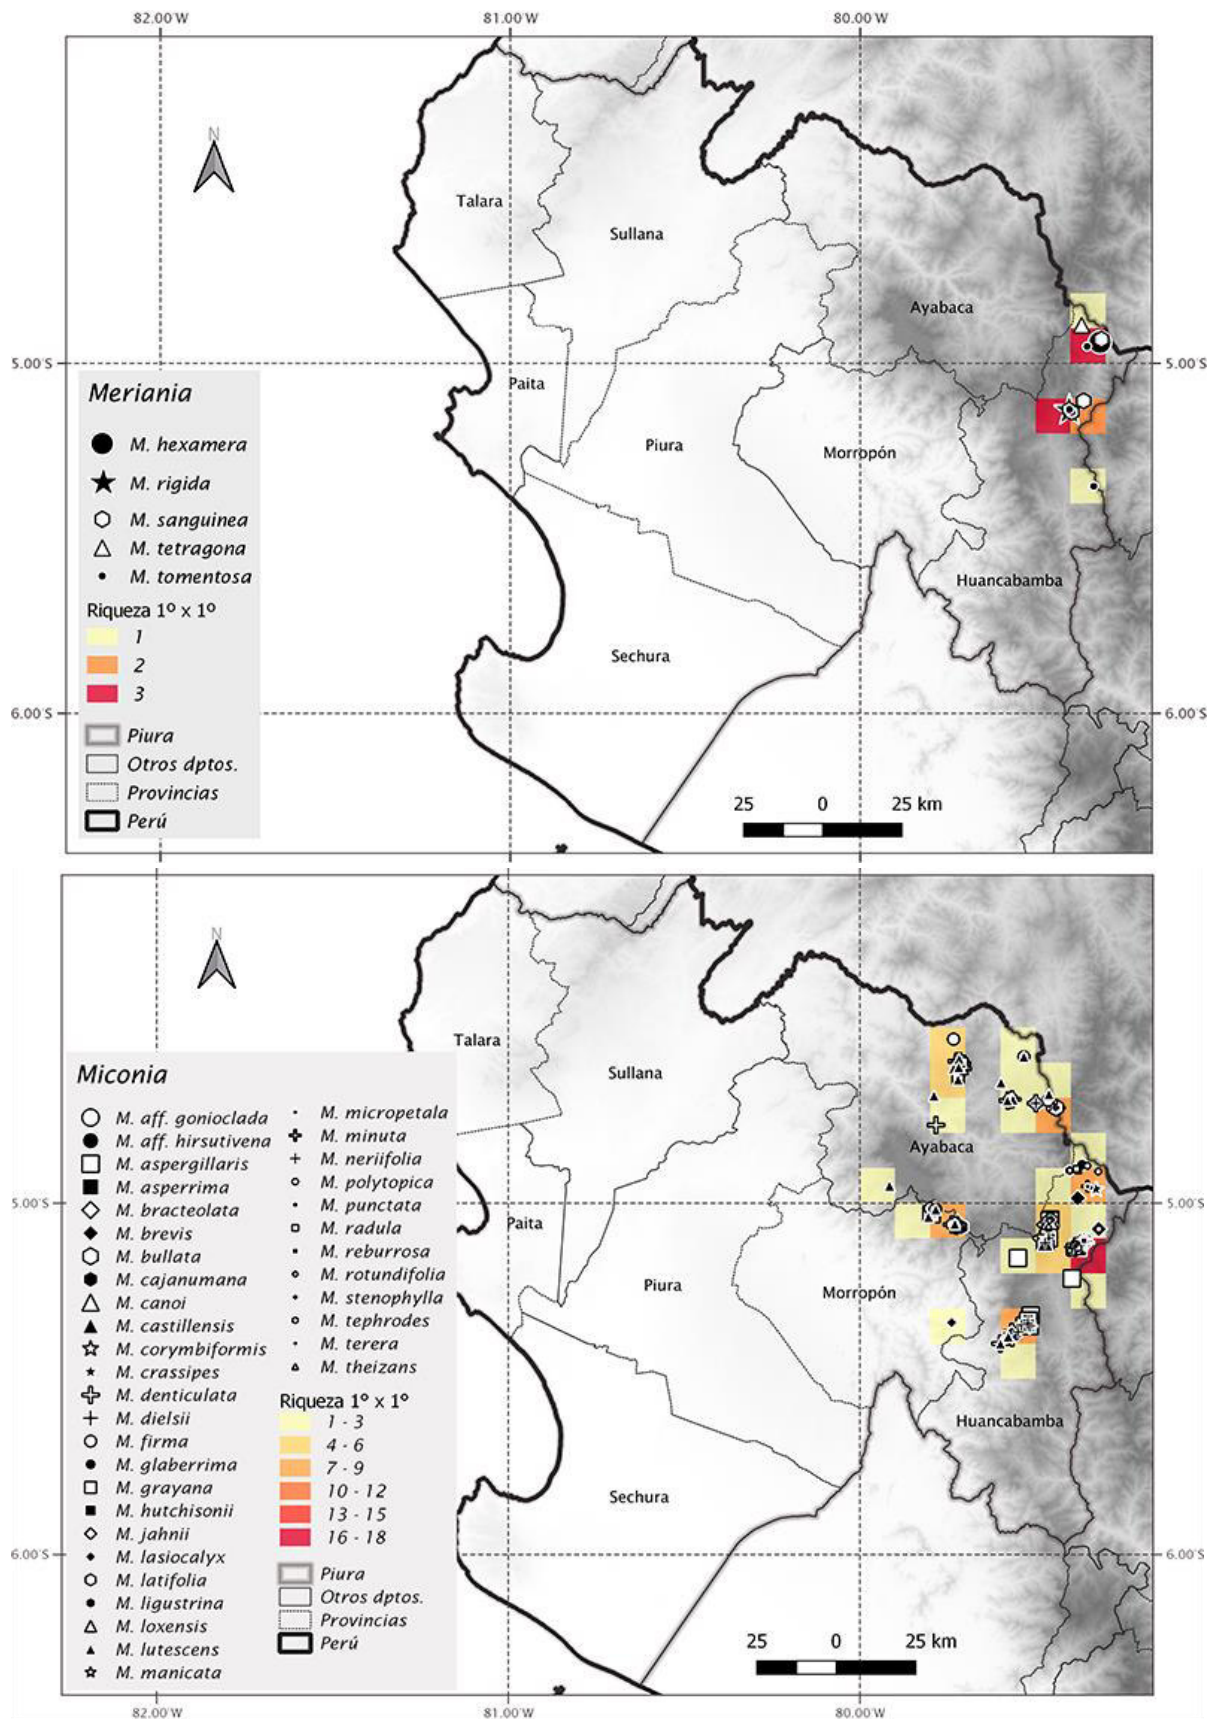 82.00°W 81.00°W 80.00°W
N
Talara
Sullana
Ayabaca
5.00°S 5.00°S
Paita
Piura
Morropón
Huancabamba
Sechura
6.00°S 6.00°S
25 0 25 km
Meriania
M. hexamera
M. rigida
M. sanguinea
M. tetragona
M. tomentosa
Riqueza 1º x 1º
1
2
3
Piura
Otros dptos.
Provincias
Perú
N
Talara
Sullana
Ayabaca
5.00°S
Paita
Piura
Morropón
Huancabamba
Sechura
6.00°S 6.00°S
25 0 25 km
82.00°W 81.00°W 80.00°W
Miconia
M. aff. gonioclada
M. aff. hirsutivena
M. aspergillaris
M. asperrima
M. bracteolata
M. brevis
M. bullata
M. cajanumana
M. canoi
M. castillensis
M. corymbiformis
M. crassipes
M. denticulata
M. dielsii
M. firma
M. glaberrima
M. grayana
M. hutchisonii
M. jahnii
M. lasiocalyx
M. latifolia
M. ligustrina
M. loxensis
M. lutescens
M. manicata
M. micropetala
M. minuta
M. neriifolia
M. polytopica
M. punctata
M. radula
M. reburrosa
M. rotundifolia
M. stenophylla
M. tephrodes
M. terera
M. theizans
Riqueza 1º x 1º
1 - 3
4 - 6
7 - 9
10 - 12
13 - 15
16 - 18
Piura
Otros dptos.
Provincias
Perú
5.00°S